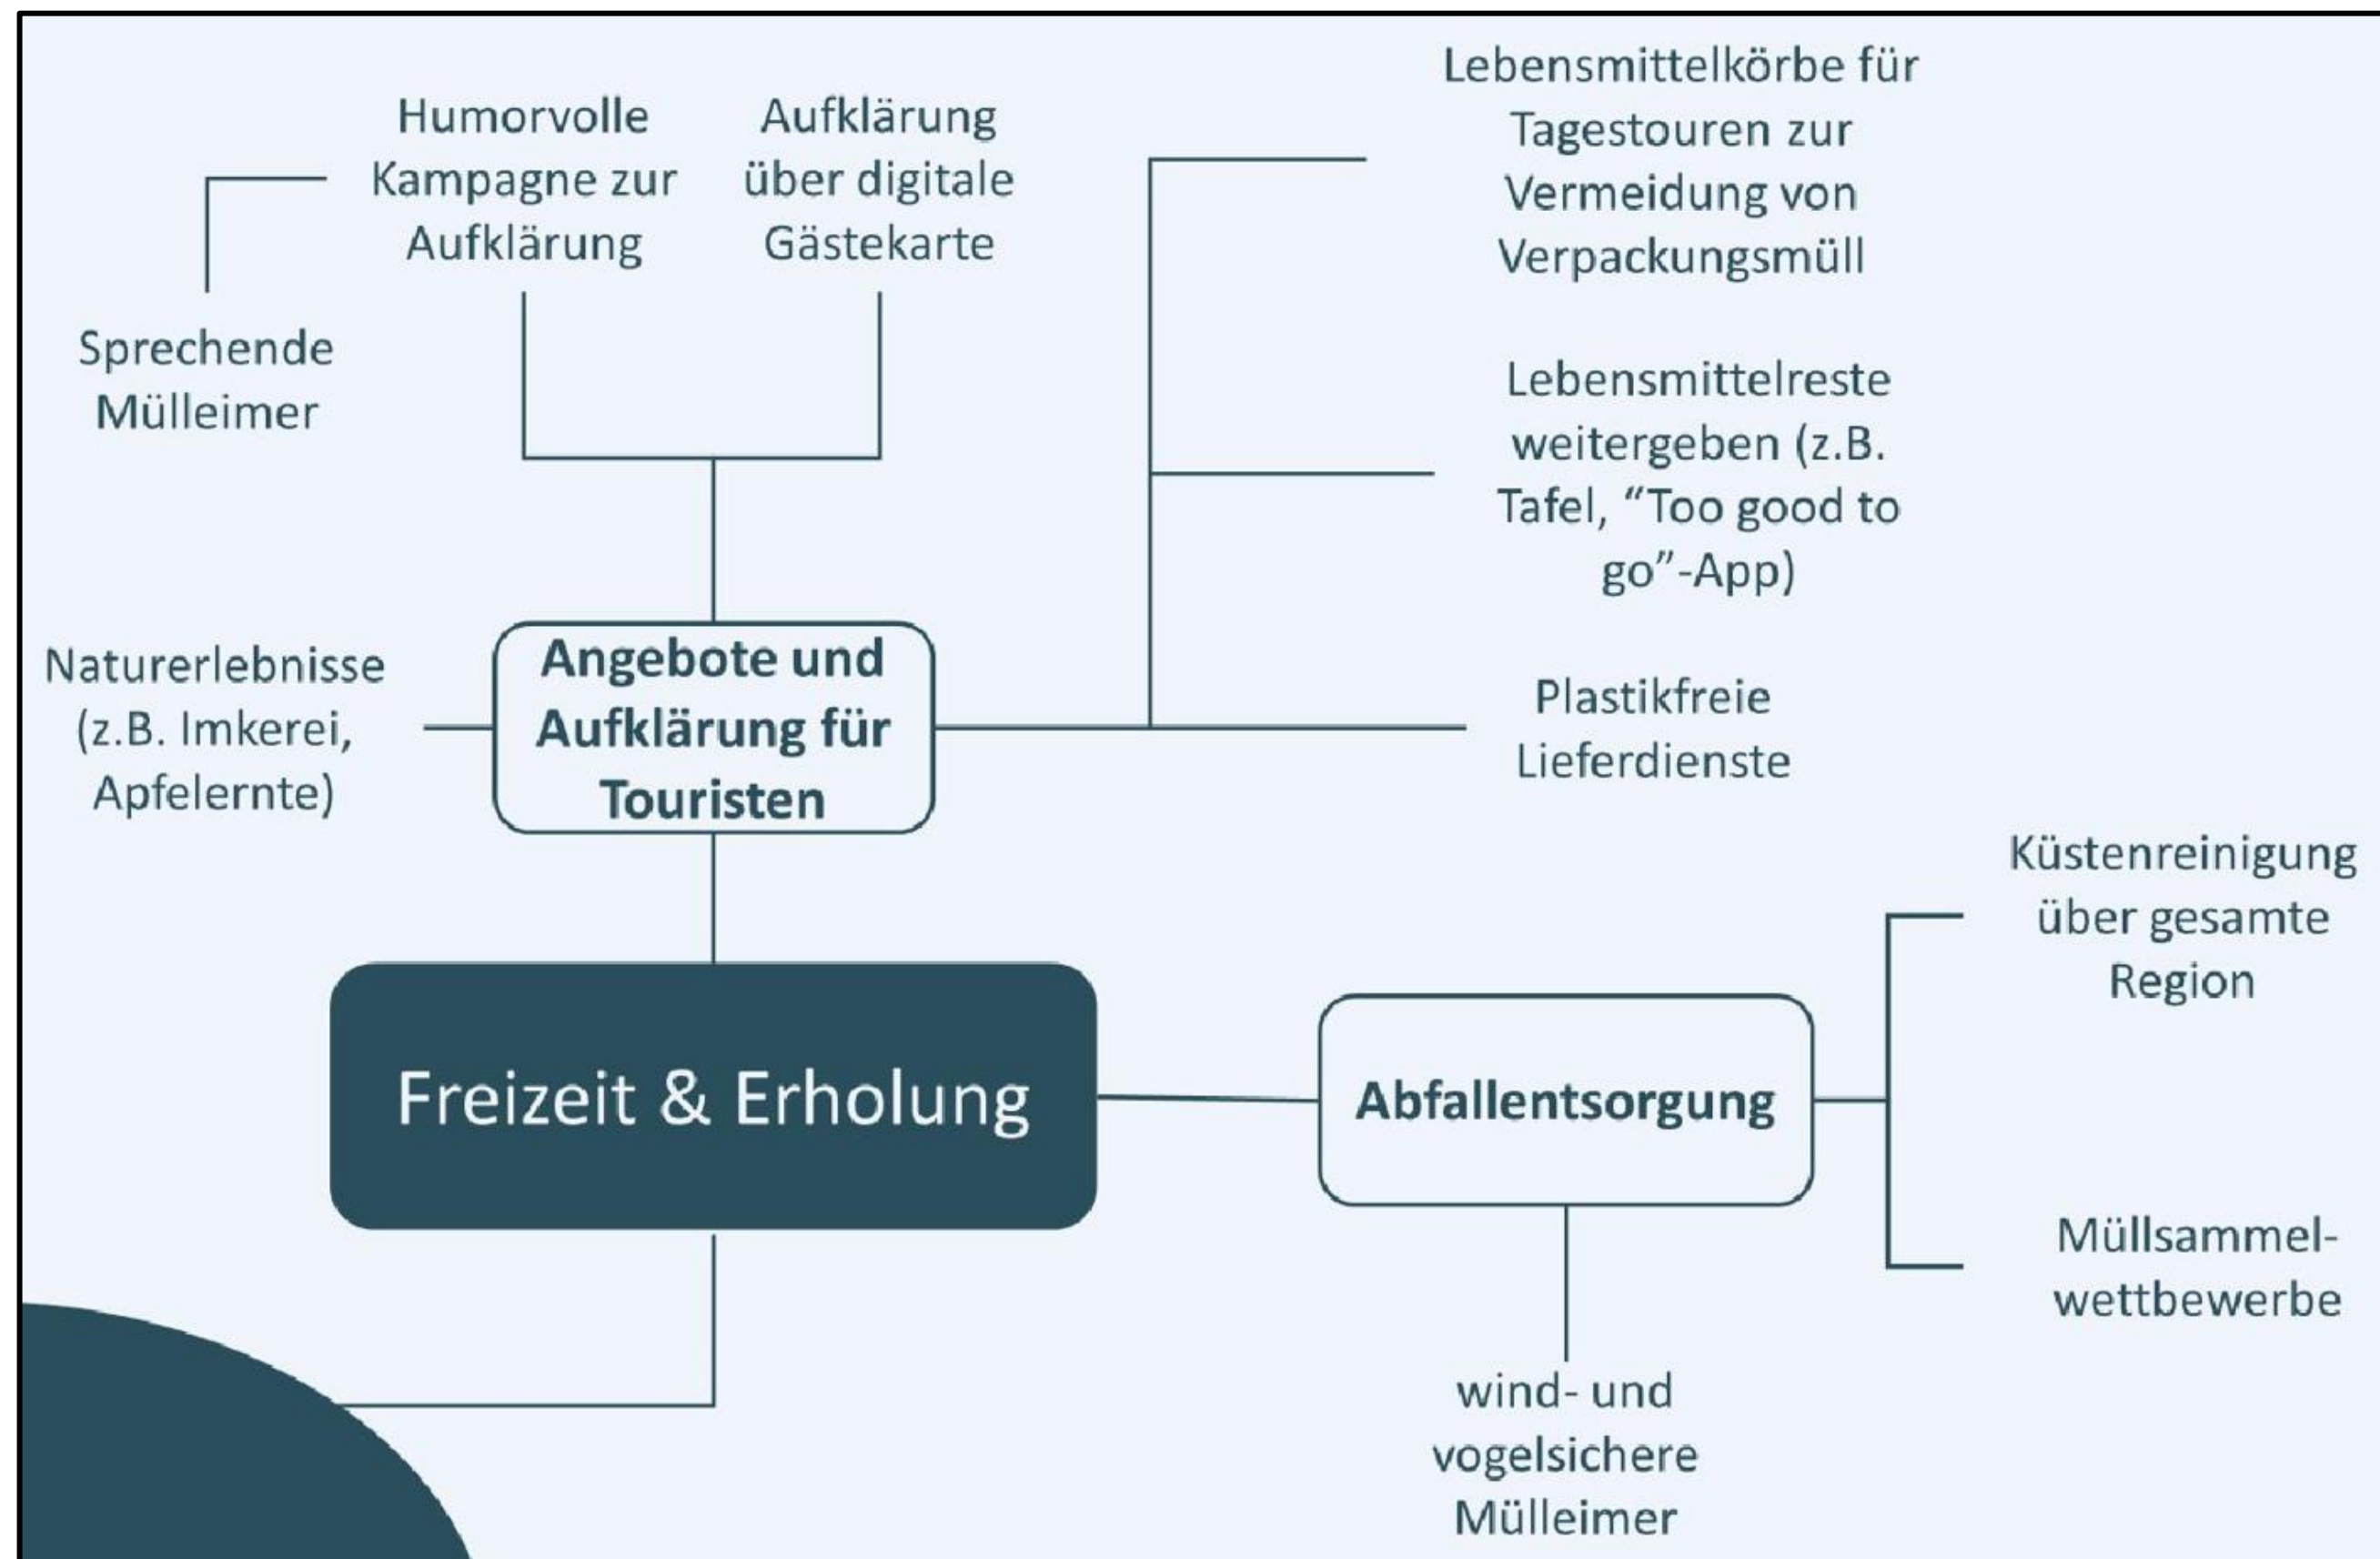 Humorvolle
Kampagne zur
Aufklärung
Aufklärung
über digitale
Gästekarte
Lebensmittelkörbe für
Tagestouren zur
Vermeidung von
Verpackungsmüll
Sprechende
Mülleimer
Lebensmittelreste
weitergeben (z.B.
Tafel, “Too good to
go”-App)
Naturerlebnisse
(z.B. Imkerei,
Apfelernte)
Angebote und
Aufklärung für
Touristen
Plastikfreie
Lieferdienste
Küstenreinigung
über gesamte
Region
Freizeit & Erholung
Abfallentsorgung
Müllsammel-
wettbewerbe
wind- und
vogelsichere
Mülleimer